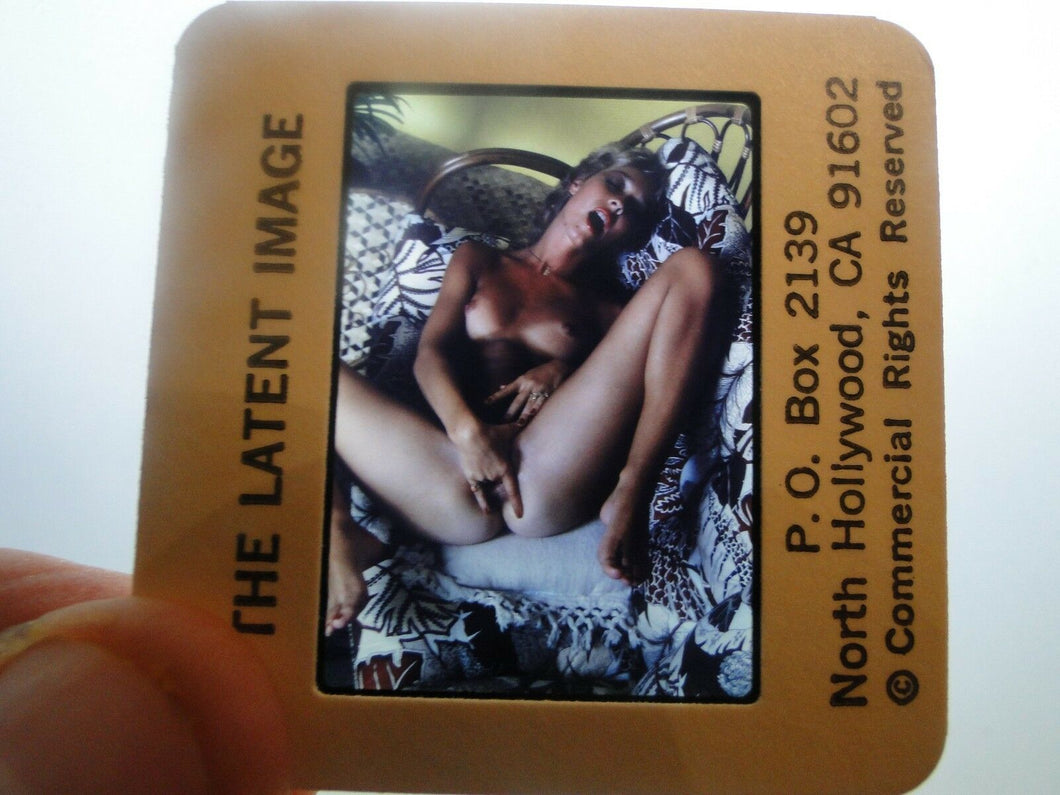 THE LATENT IMAGE
P.O. Box 2139
North Hollywood, CA 91602
© Commercial Rights Reserved